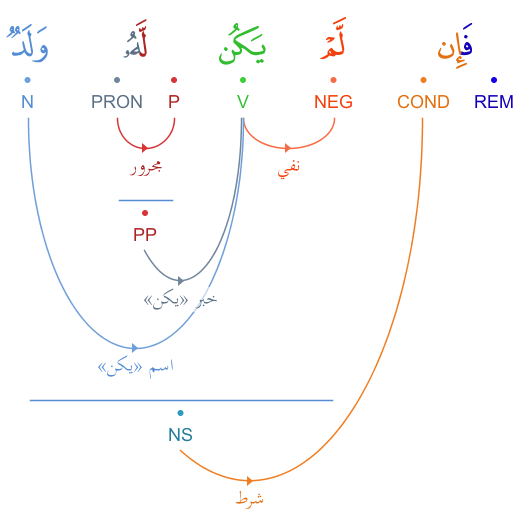 فَإِن لَّمْ يَكُن لَّهُۥ وَلَدٌ
REM COND NEG V P PRON N
نفي
مجرور
PP
خبر «يكن»
اسم «يكن»
NS
شرط